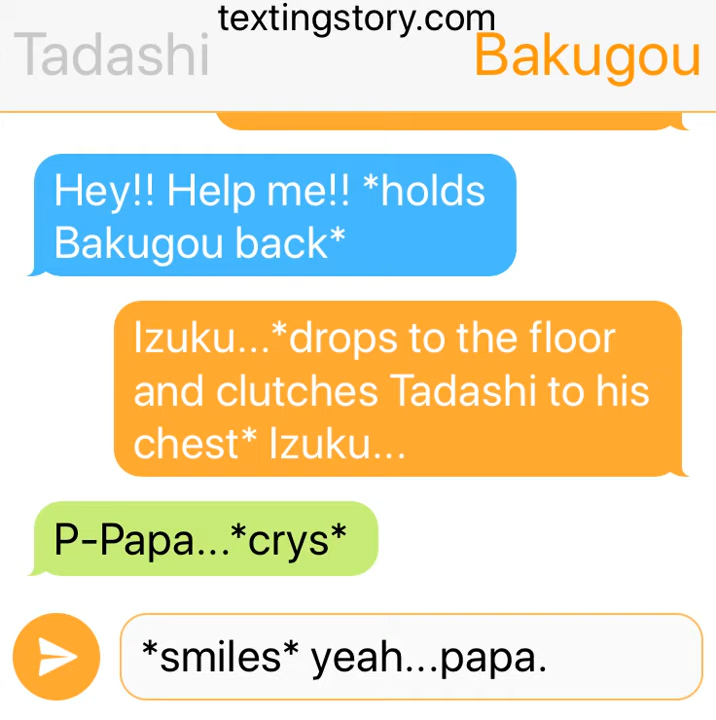 textingstory.com
Tadashi Bakugou
Hey!! Help me!! *holds
Bakugou back*
Izuku...*drops to the floor
and clutches Tadashi to his
chest* Izuku...
P-Papa...*crys*
*smiles* yeah...papa.